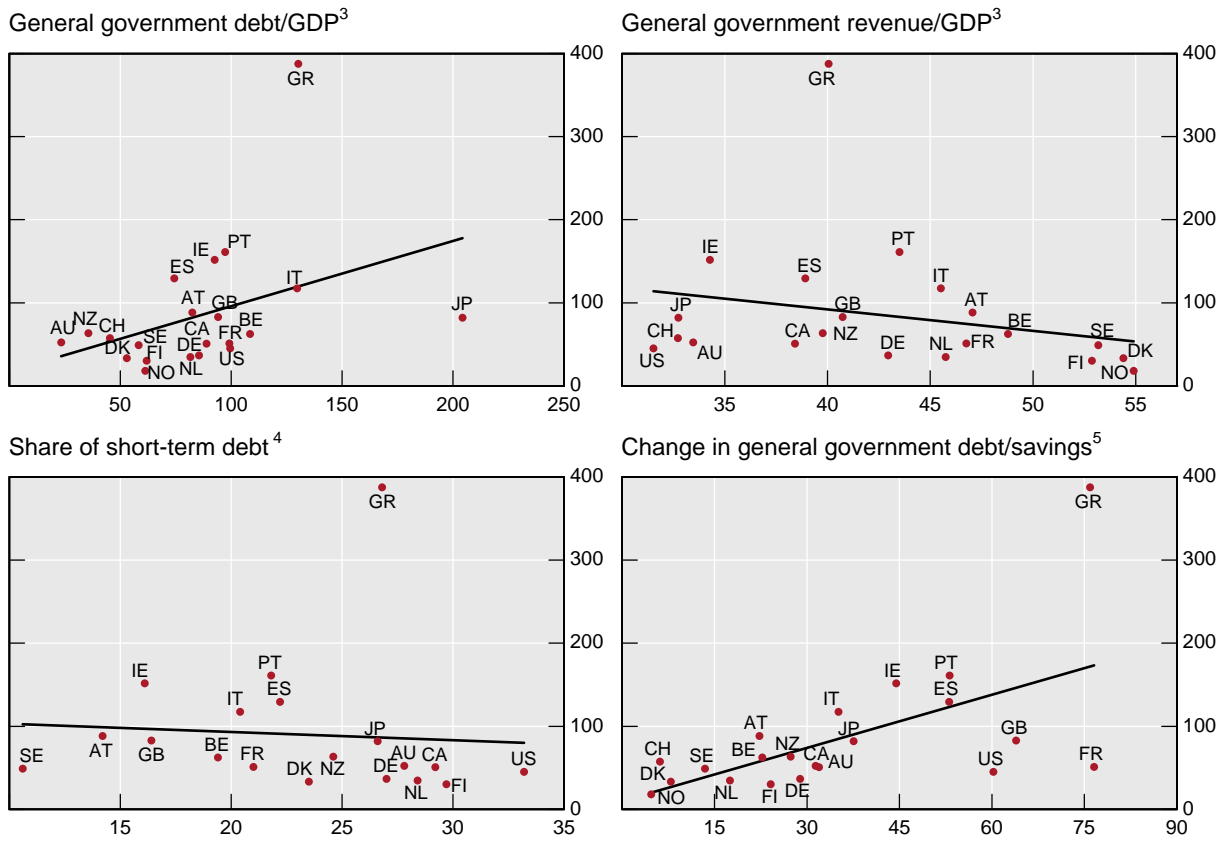 General government debt/GDP3
General government revenue/GDP3
400
300
200
100
0
50 100 150 200 250
GR
PT
IE
ES
IT
AT
GB
JP
NZ
CH
AU
SE
CA
FR
BE
DK
FI
DE
US
NO
NL
400
300
200
100
0
35 40 45 50 55
GR
IE
PT
ES
IT
JP
GB
AT
BE
CH
CA
NZ
SE
US
AU
NL
FR
DE
FI
DK
NO
Share of short-term debt 4
Change in general government debt/savings5
400
300
200
100
0
15 20 25 30 35
GR
IE
PT
ES
IT
JP
AT
GB
BE
FR
NZ
AU
CA
US
SE
DK
DE
NL
FI
400
300
200
100
0
15 30 45 60 75 90
GR
IE
PT
ES
IT
AT
JP
GB
CH
BE
NZ
CA
AU
US
FR
DK
SE
NO
NL
FI
DE